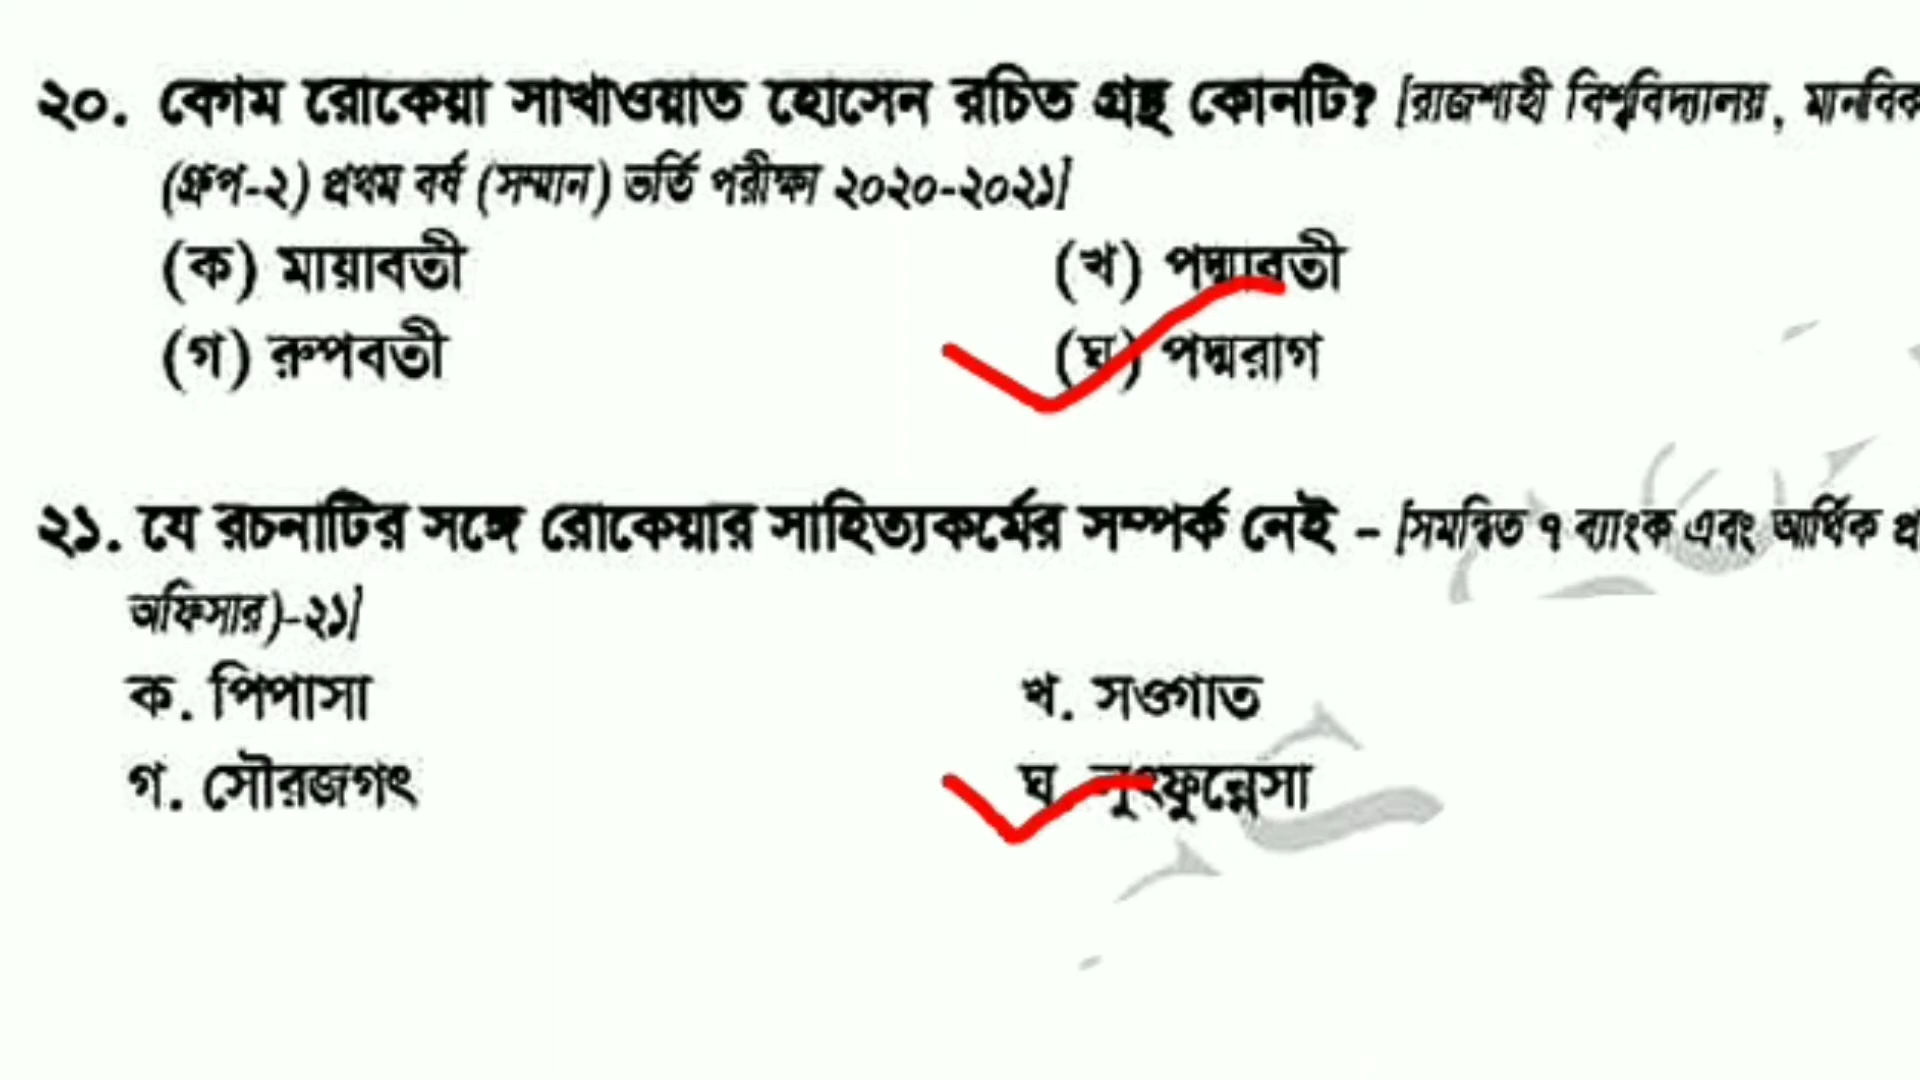 ২০. বেগম রোকেয়া সাখাওয়াত হোসেন রচিত গ্রন্থ কোনটি? [রাজশাহী বিশ্ববিদ্যালয়, মানবিক
(গ্রুপ-২) প্রথম বর্ষ (সম্মান) ভর্তি পরীক্ষা ২০২০-২০২১]
(ক) মায়াবতী (খ) পদ্মাবতী
(গ) রুপবতী (ঘ) পদ্মরাগ
২১. যে রচনাটির সঙ্গে রোকেয়ার সাহিত্যকর্মের সম্পর্ক নেই – [সমন্বিত ৭ ব্যাংক এবং আর্থিক প্র
অফিসার)-২১]
ক. পিপাসা খ. সওগাত
গ. সৌরজগৎ ঘ. লুৎফুন্নেসা